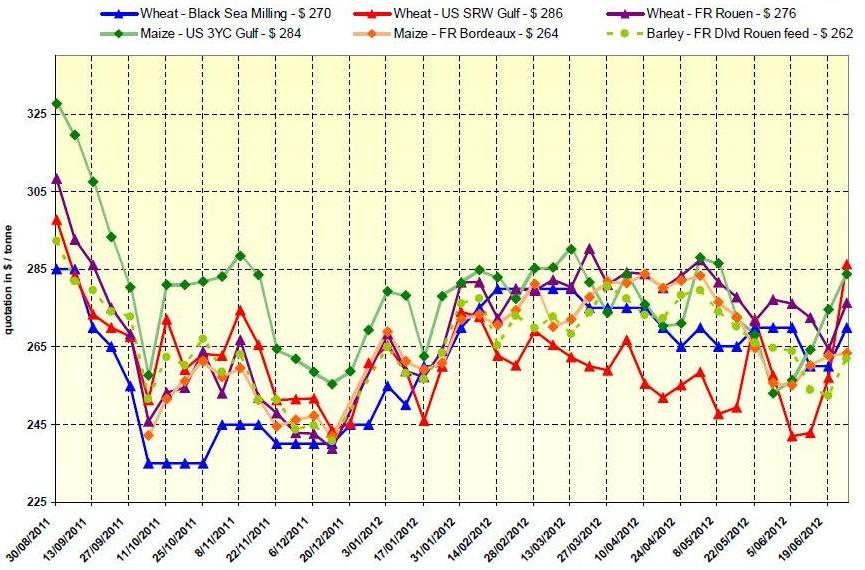 Wheat - Black Sea Milling - $ 270 Wheat - US SRW Gulf - $ 286 Wheat - FR Rouen - $ 276
Maize - US 3YC Gulf - $ 284 Maize - FR Bordeaux - $ 264 Barley - FR Dlvd Rouen feed - $ 262
quotation in $ / tonne
325
305
285
265
245
225
30/08/2011 13/09/2011 27/09/2011 11/10/2011 25/10/2011 8/11/2011 22/11/2011 6/12/2011 20/12/2011 3/01/2012 17/01/2012 31/01/2012 14/02/2012 28/02/2012 13/03/2012 27/03/2012 10/04/2012 24/04/2012 8/05/2012 22/05/2012 5/06/2012 19/06/2012